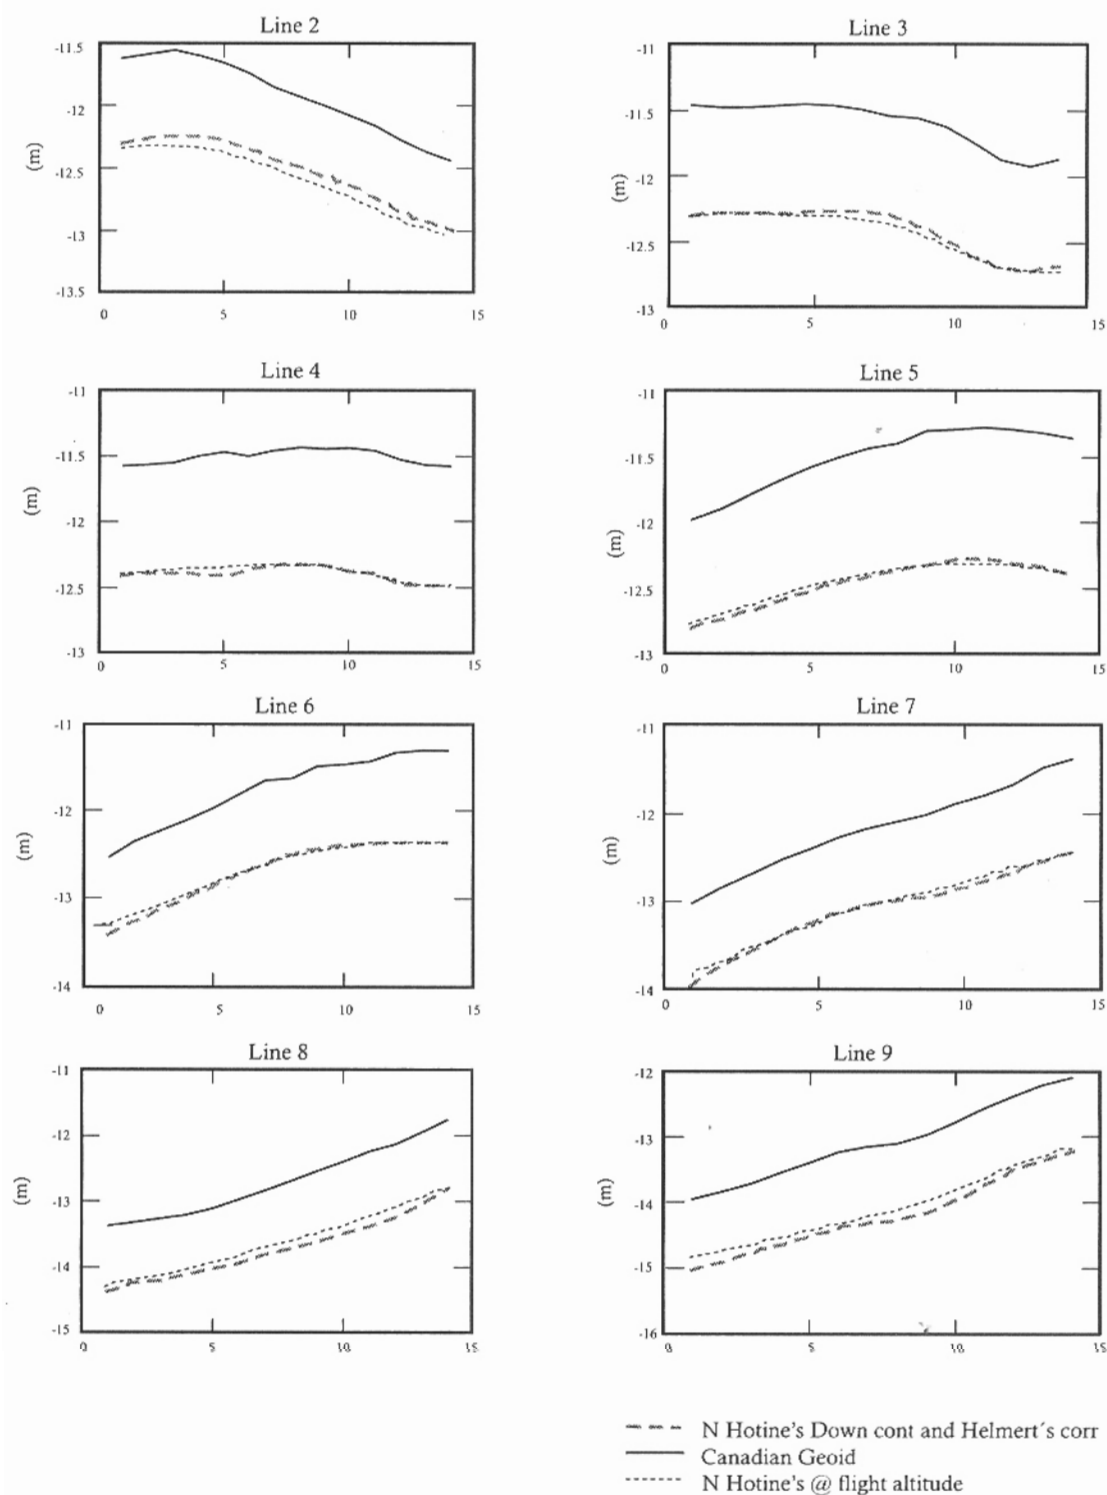 Line 2
-11.5
-12
-12.5
-13
-13.5
(m)
0 5 10 15
Line 3
-11
-11.5
-12
-12.5
-13
(m)
0 5 10 15
Line 4
-11
-11.5
-12
-12.5
-13
(m)
0 5 10 15
Line 5
-11
-11.5
-12
-12.5
-13
(m)
0 5 10 15
Line 6
-11
-12
-13
-14
(m)
0 5 10 15
Line 7
-11
-12
-13
-14
(m)
0 5 10 15
Line 8
-11
-12
-13
-14
-15
(m)
0 5 10 15
Line 9
-12
-13
-14
-15
-16
(m)
0 5 10 15
N Hotine's Down cont and Helmert´s corr
Canadian Geoid
N Hotine's @ flight altitude